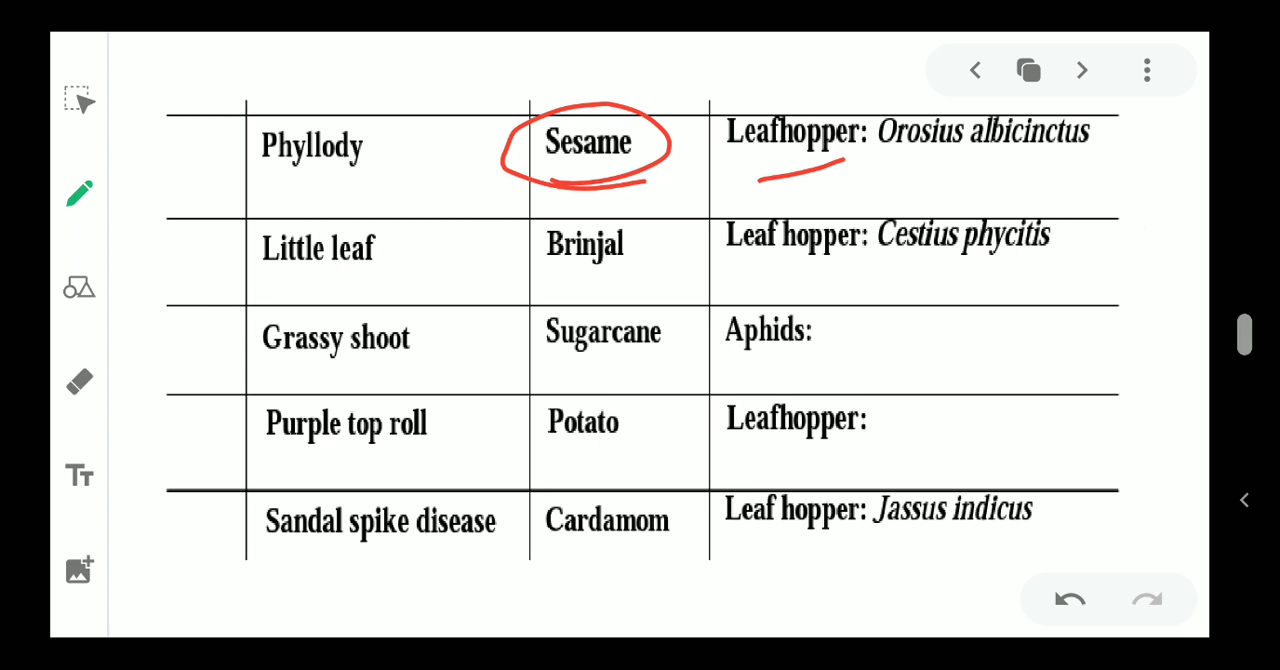 Phyllody Sesame Leafhopper: Orosius albicinctus
Little leaf Brinjal Leaf hopper: Cestius phycitis
Grassy shoot Sugarcane Aphids:
Purple top roll Potato Leafhopper:
Sandal spike disease Cardamom Leaf hopper: Jassus indicus
TT